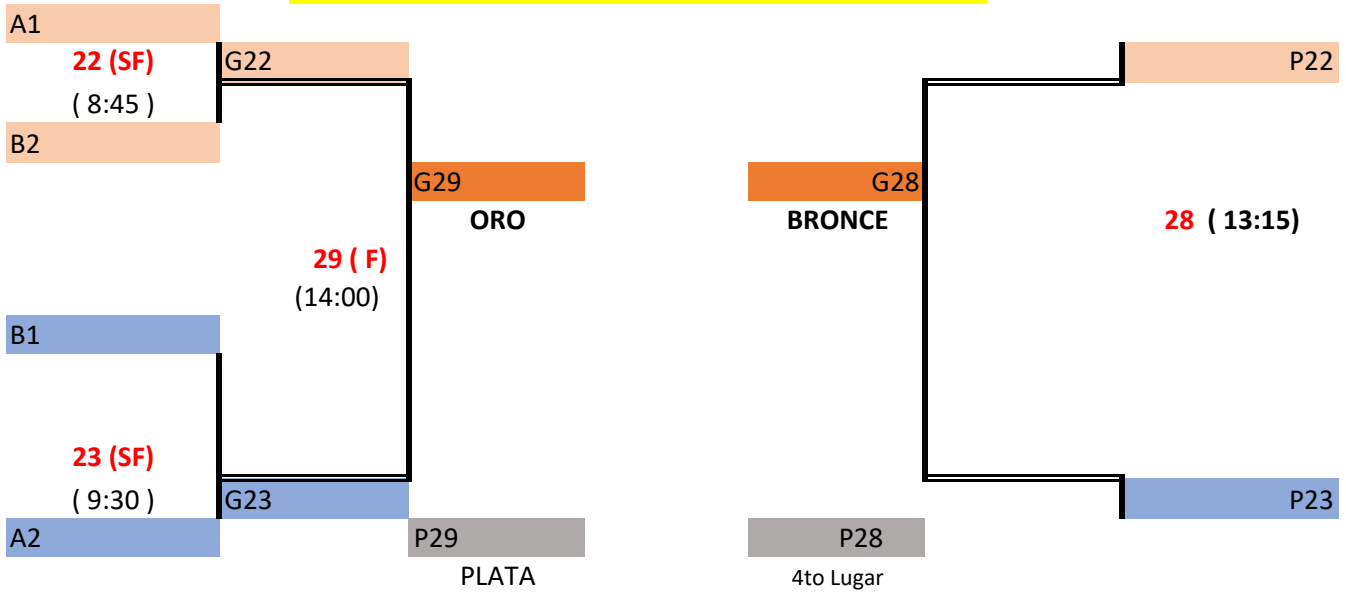 A1
22 (SF)
G22
P22
( 8:45 )
B2
G29
G28
ORO
BRONCE
28 ( 13:15)
29 ( F)
(14:00)
B1
23 (SF)
( 9:30 )
G23
P23
A2
P29
P28
PLATA
4to Lugar